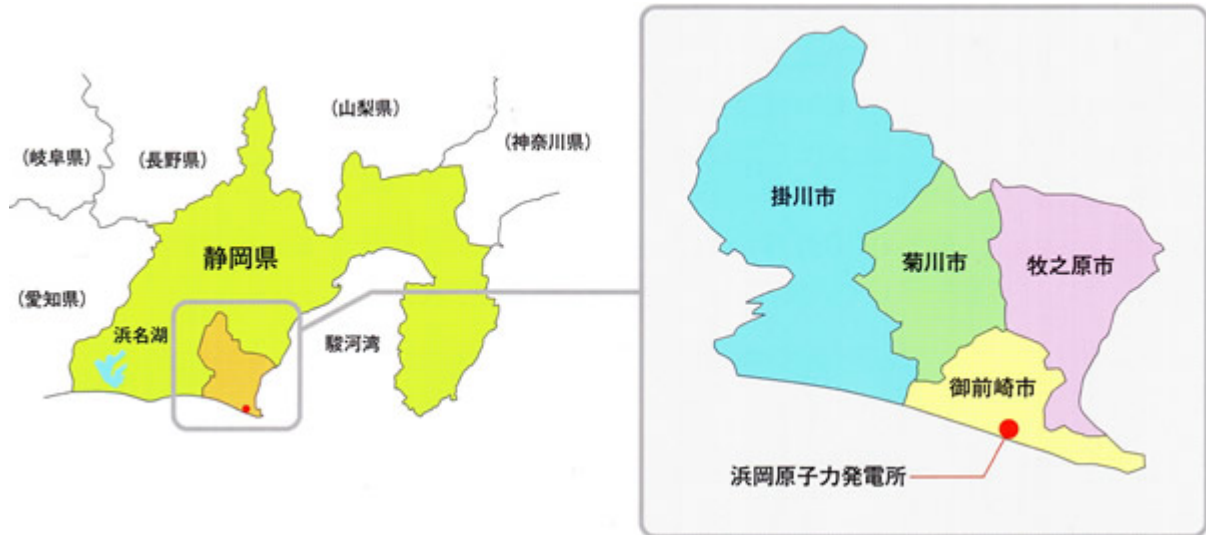 (山梨県)
(神奈川県)
(岐阜県)
(長野県)
静岡県
(愛知県)
浜名湖
駿河湾
掛川市
菊川市
牧之原市
御前崎市
浜岡原子力発電所